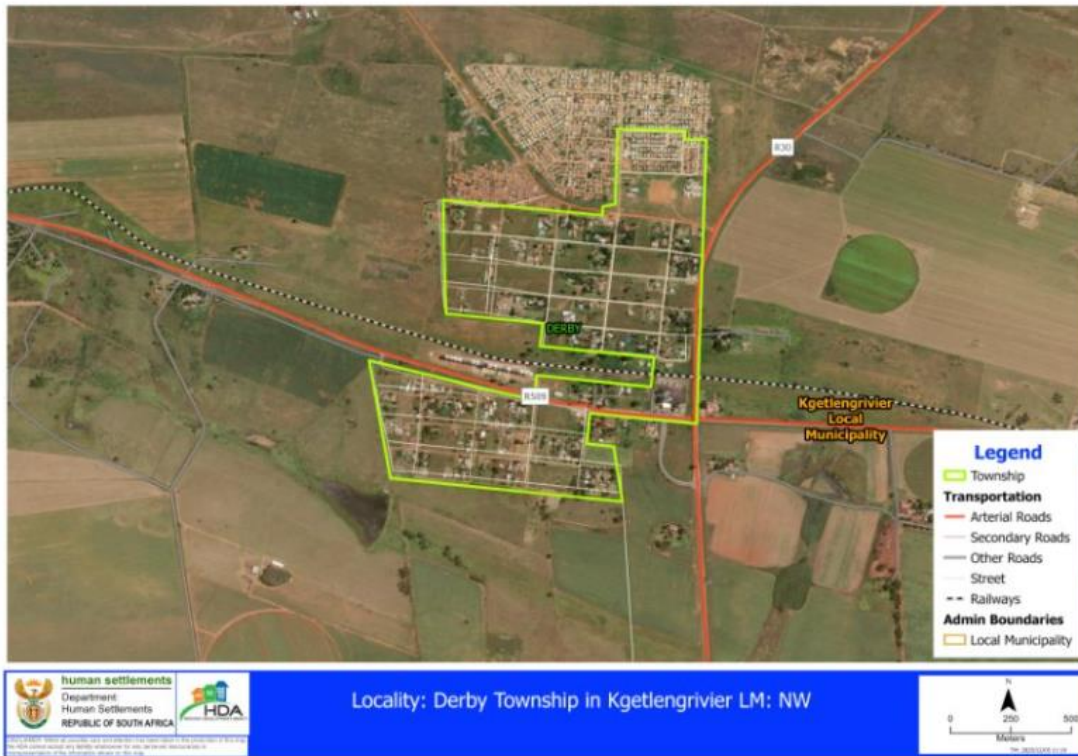 R30
DERBY
R509
Kgetlengrivier
Local
Municipality
Legend
Township
Transportation
Arterial Roads
Secondary Roads
Other Roads
Street
Railways
Admin Boundaries
Local Municipality
human settlements
Department
Human Settlements
REPUBLIC OF SOUTH AFRICA
HDA
Locality: Derby Township in Kgetlengrivier LM: NW
N
0 250 500
Meters